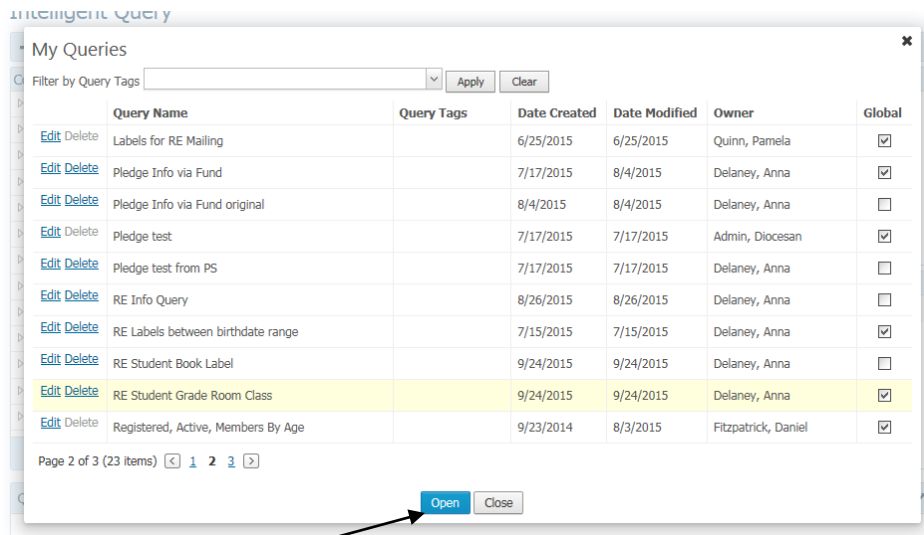 Intelligent Query
My Queries
Filter by Query Tags Apply Clear
Query Name Query Tags Date Created Date Modified Owner Global
Edit Delete Labels for RE Mailing 6/25/2015 6/25/2015 Quinn, Pamela
Edit Delete Pledge Info via Fund 7/17/2015 8/4/2015 Delaney, Anna
Edit Delete Pledge Info via Fund original 8/4/2015 8/4/2015 Delaney, Anna
Edit Delete Pledge test 7/17/2015 7/17/2015 Admin, Diocesan
Edit Delete Pledge test from PS 7/17/2015 7/17/2015 Delaney, Anna
Edit Delete RE Info Query 8/26/2015 8/26/2015 Delaney, Anna
Edit Delete RE Labels between birthdate range 7/15/2015 7/15/2015 Delaney, Anna
Edit Delete RE Student Book Label 9/24/2015 9/24/2015 Delaney, Anna
Edit Delete RE Student Grade Room Class 9/24/2015 9/24/2015 Delaney, Anna
Edit Delete Registered, Active, Members By Age 9/23/2014 8/3/2015 Fitzpatrick, Daniel
Page 2 of 3 (23 items) < 1 2 3 >
Open Close